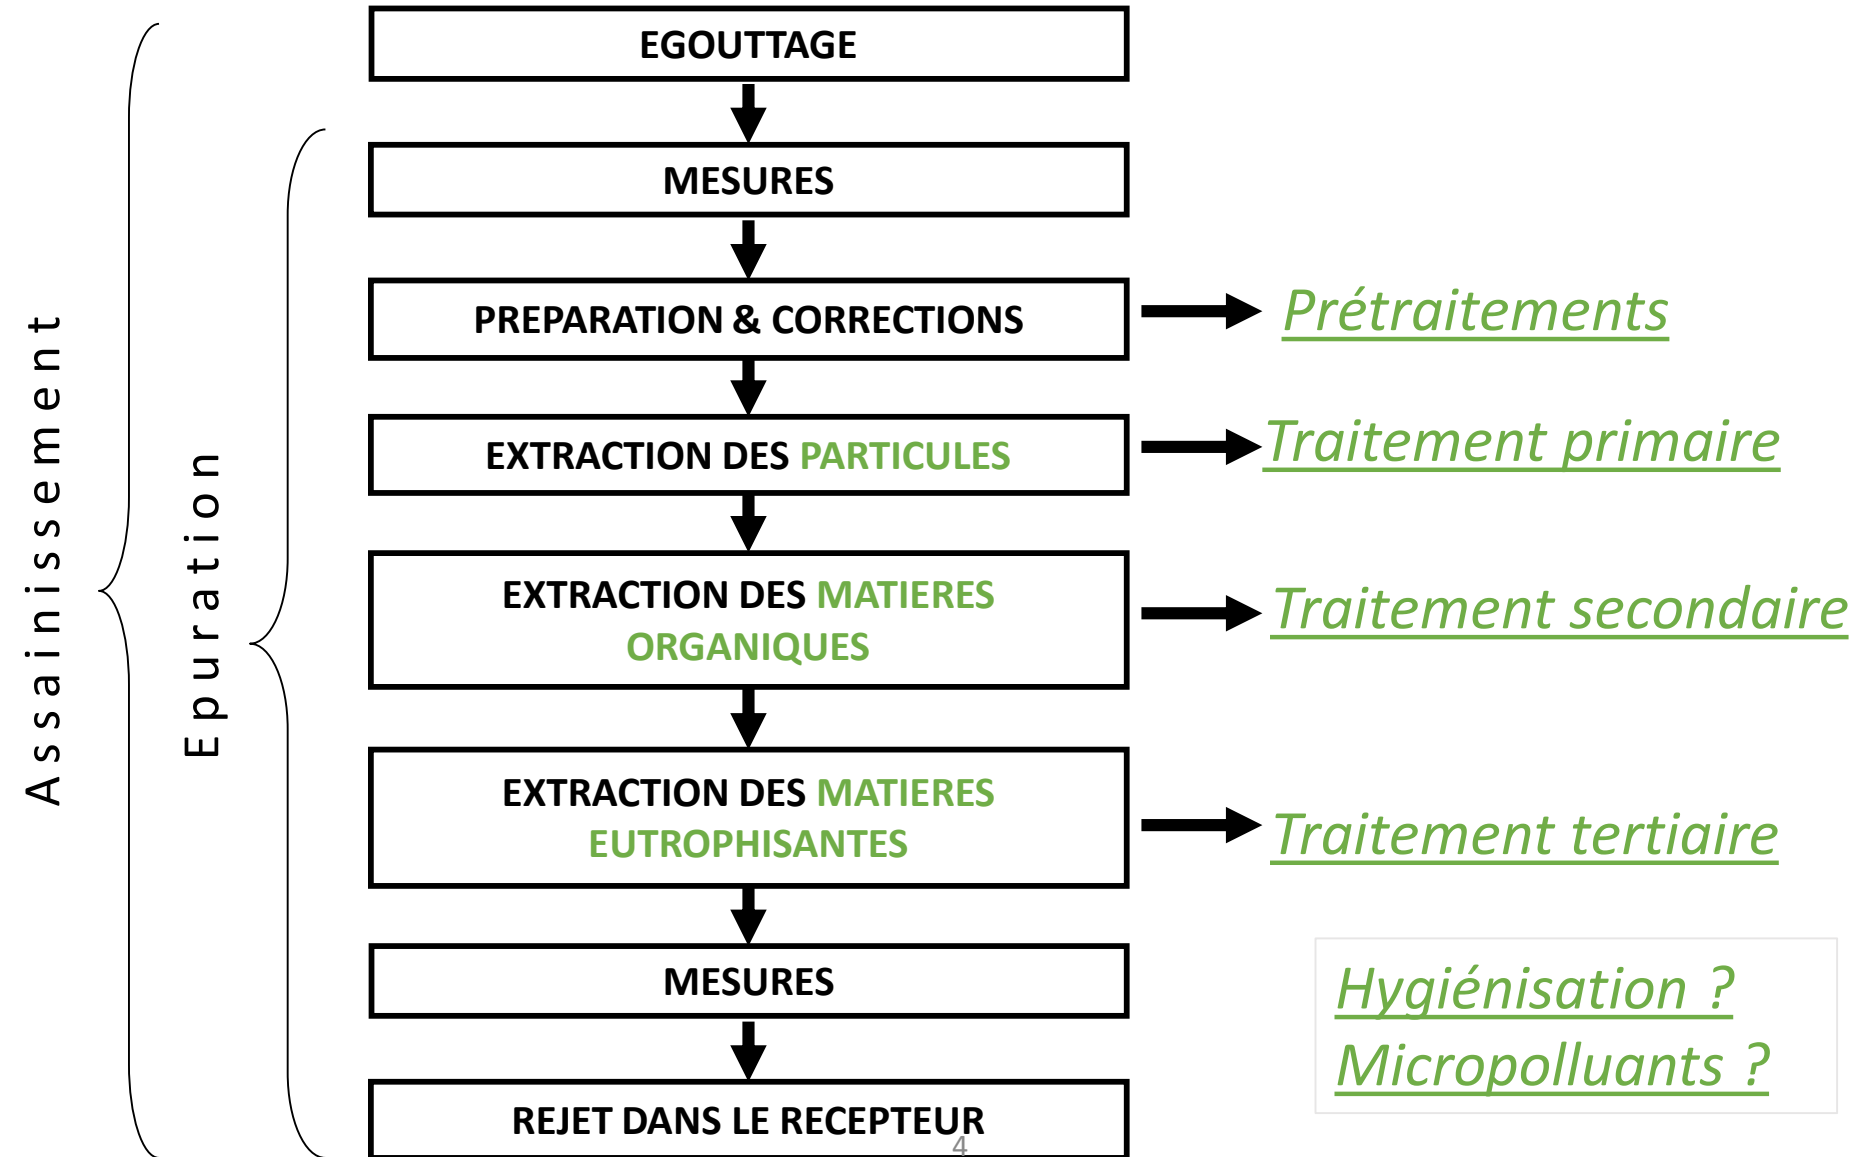 Assainissement
Epuration
EGOUTTAGE
MESURES
PREPARATION & CORRECTIONS
Prétraitements
EXTRACTION DES PARTICULES
Traitement primaire
EXTRACTION DES MATIERES
ORGANIQUES
Traitement secondaire
EXTRACTION DES MATIERES
EUTROPHISANTES
Traitement tertiaire
MESURES
Hygiénisation ?
Micropolluants ?
REJET DANS LE RECEPTEUR
4